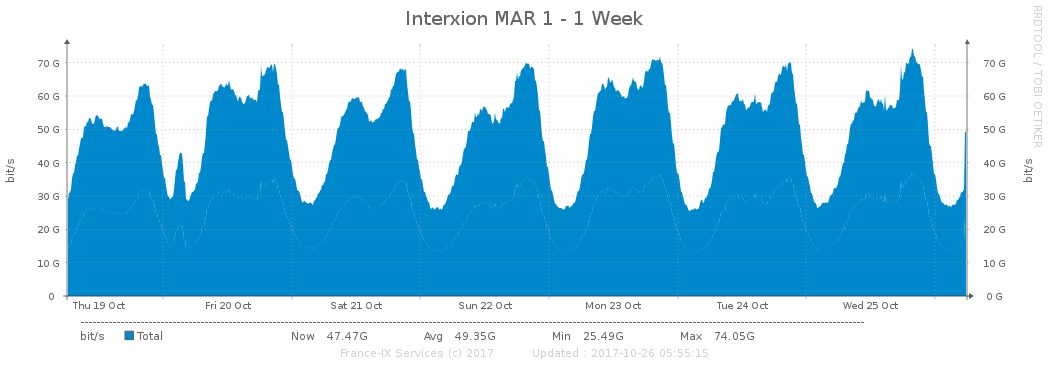 Interxion MAR 1 - 1 Week
RRDTOOL / TOBI OETIKER
bit/s
70 G 70 G
60 G 60 G
50 G 50 G
40 G 40 G
30 G 30 G
20 G 20 G
10 G 10 G
0 0 G
bit/s
Thu 19 Oct Fri 20 Oct Sat 21 Oct Sun 22 Oct Mon 23 Oct Tue 24 Oct Wed 25 Oct
bit/s Total Now 47.47G Avg 49.35G Min 25.49G Max 74.05G
France-IX Services (c) 2017 Updated : 2017-10-26 05:55:15